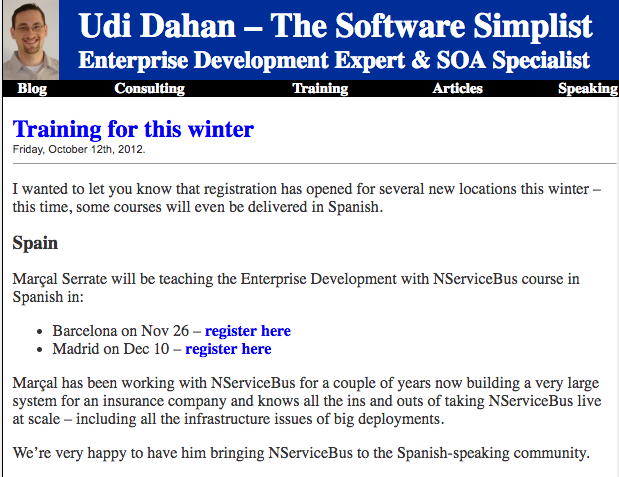 Udi Dahan – The Software Simplist
Enterprise Development Expert & SOA Specialist
Blog Consulting Training Articles Speaking
Training for this winter
Friday, October 12th, 2012.
I wanted to let you know that registration has opened for several new locations this winter –
this time, some courses will even be delivered in Spanish.
Spain
Marçal Serrate will be teaching the Enterprise Development with NServiceBus course in
Spanish in:
• Barcelona on Nov 26 – register here
• Madrid on Dec 10 – register here
Marçal has been working with NServiceBus for a couple of years now building a very large
system for an insurance company and knows all the ins and outs of taking NServiceBus live
at scale – including all the infrastructure issues of big deployments.
We’re very happy to have him bringing NServiceBus to the Spanish-speaking community.